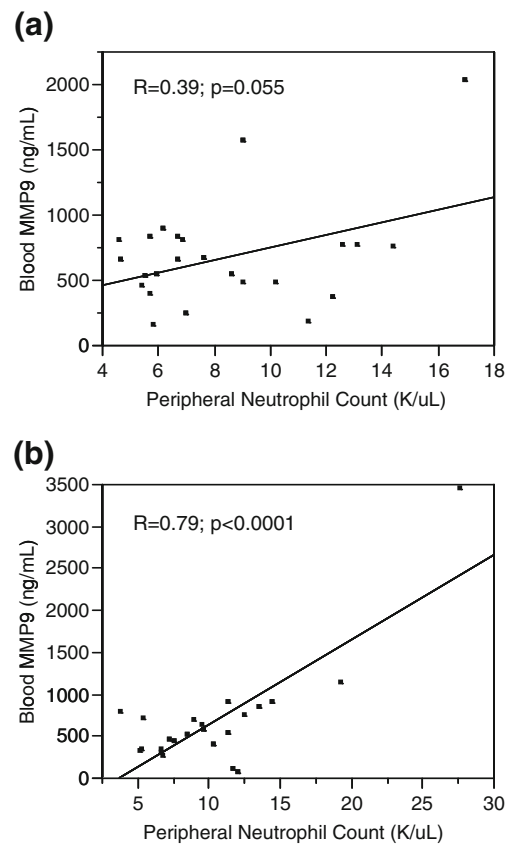 (a)
R=0.39; p=0.055
Blood MMP9 (ng/mL)
2000
1500
1000
500
0
4 6 8 10 12 14 16 18
Peripheral Neutrophil Count (K/uL)
(b)
R=0.79; p<0.0001
Blood MMP9 (ng/mL)
3500
3000
2500
2000
1500
1000
500
0
5 10 15 20 25 30
Peripheral Neutrophil Count (K/uL)